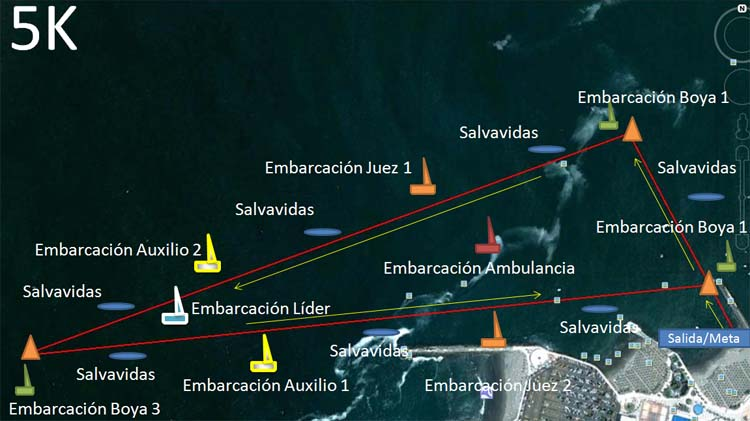 5K
N
Embarcación Boya 1
Salvavidas
Embarcación Juez 1
Salvavidas
Salvavidas
Embarcación Boya 1
Embarcación Auxilio 2
Embarcación Ambulancia
Salvavidas
Embarcación Líder
Salvavidas
Salida/Meta
Salvavidas
Salvavidas
Embarcación Auxilio 1
Embarcación Juez 2
Embarcación Boya 3